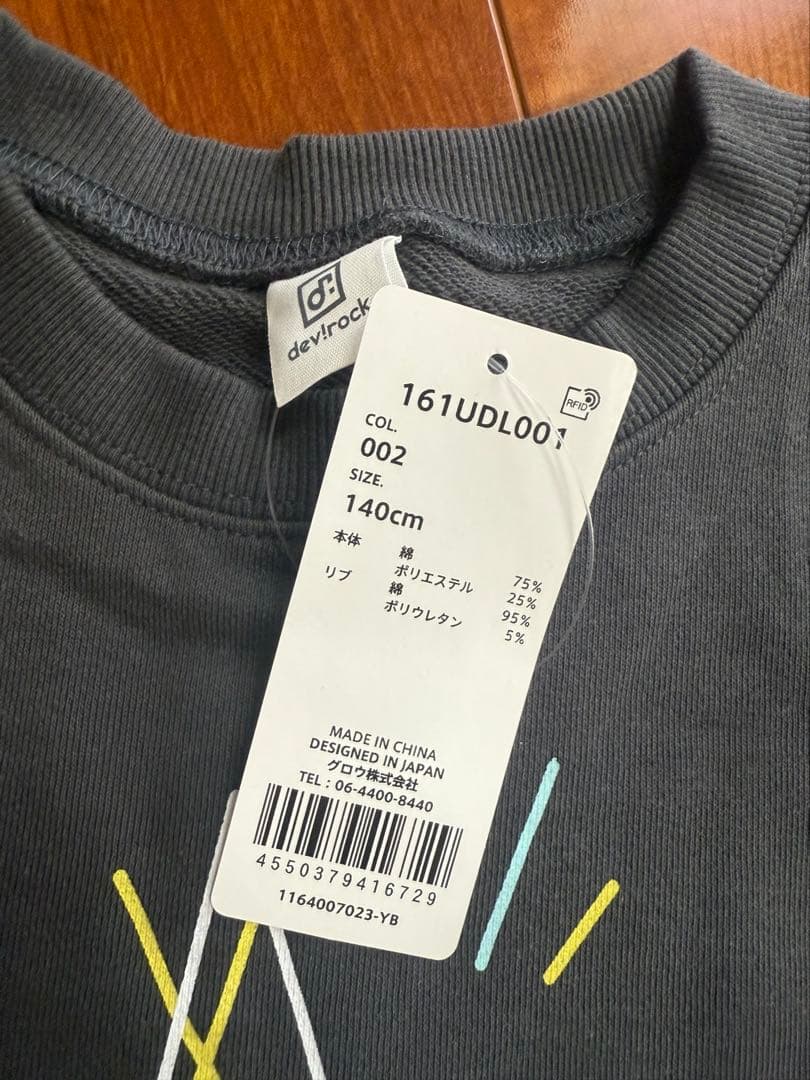 dev!rock
161UDL001
RFID
COL.
002
SIZE.
140cm
本体 綿 75%
ポリエステル 25%
リブ 綿 95%
ポリウレタン 5%
MADE IN CHINA
DESIGNED IN JAPAN
グロウ株式会社
TEL : 06-4400-8440
4550379416729
1164007023-YB